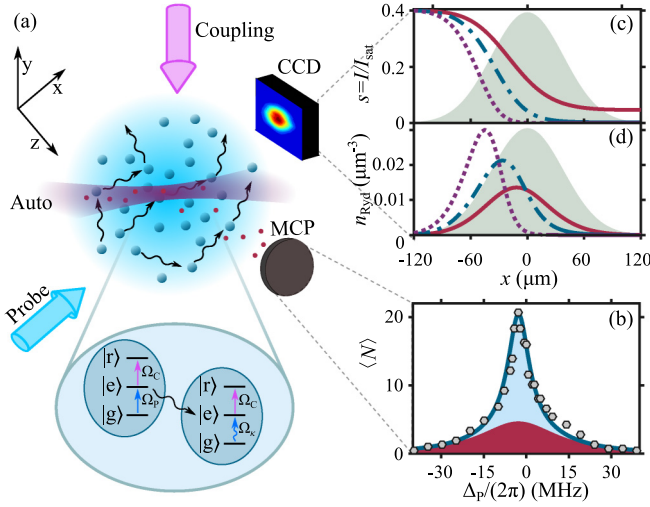 (a)
Coupling
CCD
y
x
z
Auto
MCP
Probe
|r⟩
Ω_C
|e⟩
Ω_P
|g⟩
|r⟩
Ω_C
|e⟩
Ω_κ
|g⟩
(c)
s=I/I_sat
0.4
0.2
0
(d)
n_Ryd (μm⁻³)
0.02
0.01
0
-120 -60 0 60 120
x (μm)
(b)
⟨N⟩
20
10
0
-30 -15 0 15 30
Δ_P/(2π) (MHz)